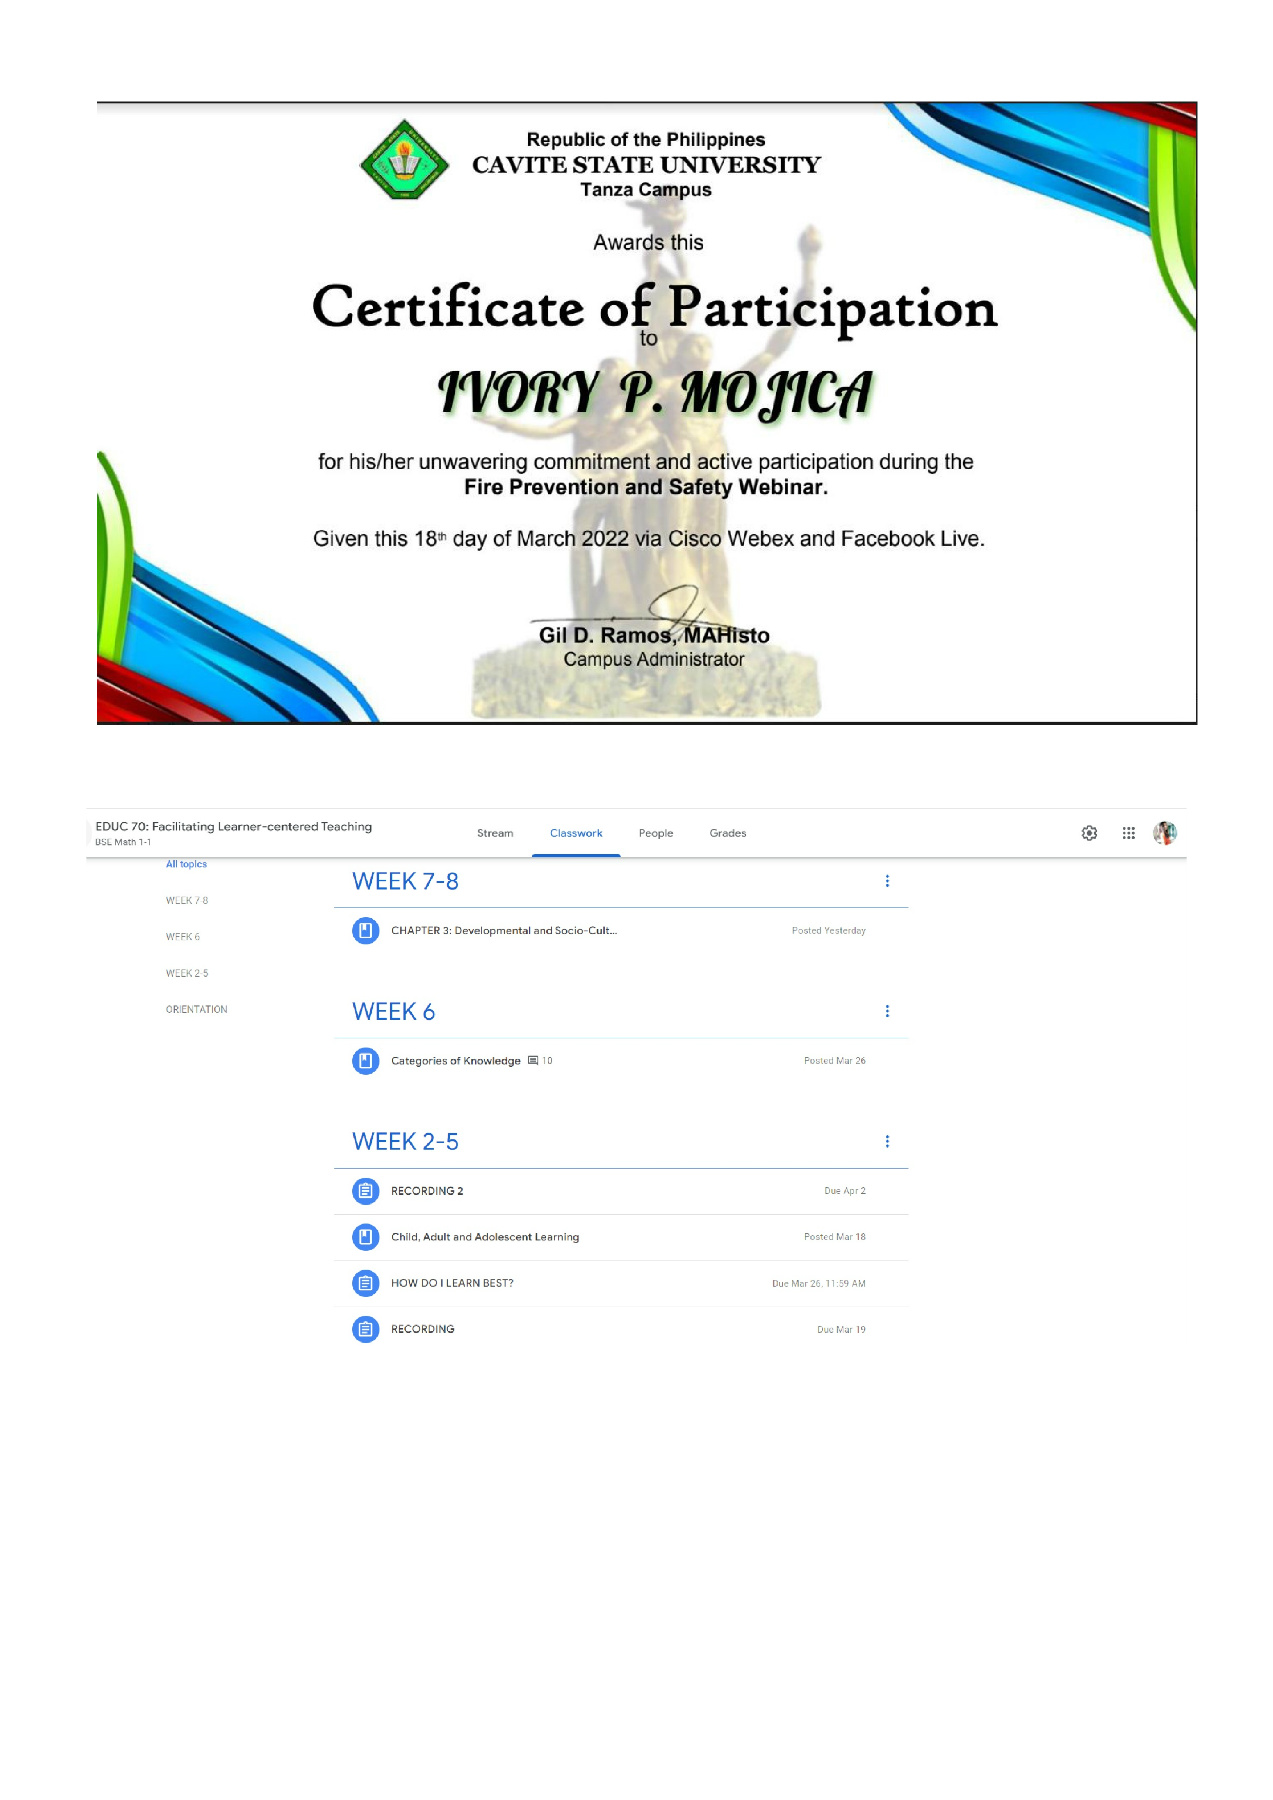 Republic of the Philippines
CAVITE STATE UNIVERSITY
Tanza Campus
Awards this
Certificate of Participation
to
IVORY P. MOJICA
for his/her unwavering commitment and active participation during the
Fire Prevention and Safety Webinar.
Given this 18th day of March 2022 via Cisco Webex and Facebook Live.
Gil D. Ramos, MAHisto
Campus Administrator
EDUC 70: Facilitating Learner-centered Teaching
BSE Math 1-1
Stream
Classwork
People
Grades
All topics
WEEK 7-8
WEEK 6
WEEK 2-5
ORIENTATION
WEEK 7-8
CHAPTER 3: Developmental and Socio-Cult... Posted Yesterday
WEEK 6
Categories of Knowledge 10 Posted Mar 26
WEEK 2-5
RECORDING 2 Due Apr 2
Child, Adult and Adolescent Learning Posted Mar 18
HOW DO I LEARN BEST? Due Mar 26, 11:59 AM
RECORDING Due Mar 19